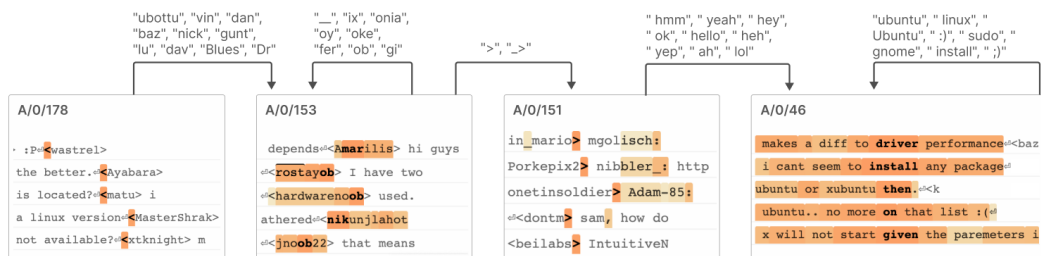 "ubottu", "vin", "dan",
"baz", "nick", "gunt",
"lu", "dav", "Blues", "Dr"
"__", "ix", "onia",
"oy", "oke",
"fer", "ob", "gi"
">", "_>"
" hmm", " yeah", " hey",
" ok", " hello", " heh",
" yep", " ah", " lol"
"ubuntu", " linux", "
Ubuntu", " :)", " sudo", "
gnome", " install", " ;)"
A/0/178
· :P⏎<wastrel>
the better.⏎<Ayabara>
is located?⏎<matu> i
a linux version⏎<MasterShrak>
not available?⏎<xtknight> m
A/0/153
depends⏎<Amarilis> hi guys
⏎<rostayob> I have two
⏎<hardwarenoob> used.
athered⏎<nikunjlahot
⏎<jnoob22> that means
A/0/151
in_mario> mgolisch:
Porkepix2> nibbler_: http
onetinsoldier> Adam-85:
⏎<dontm> sam, how do
<beilabs> IntuitiveN
A/0/46
makes a diff to driver performance⏎<baz
i cant seem to install any package⏎
ubuntu or xubuntu then.⏎<k
ubuntu.. no more on that list :(⏎
x will not start given the paremeters i